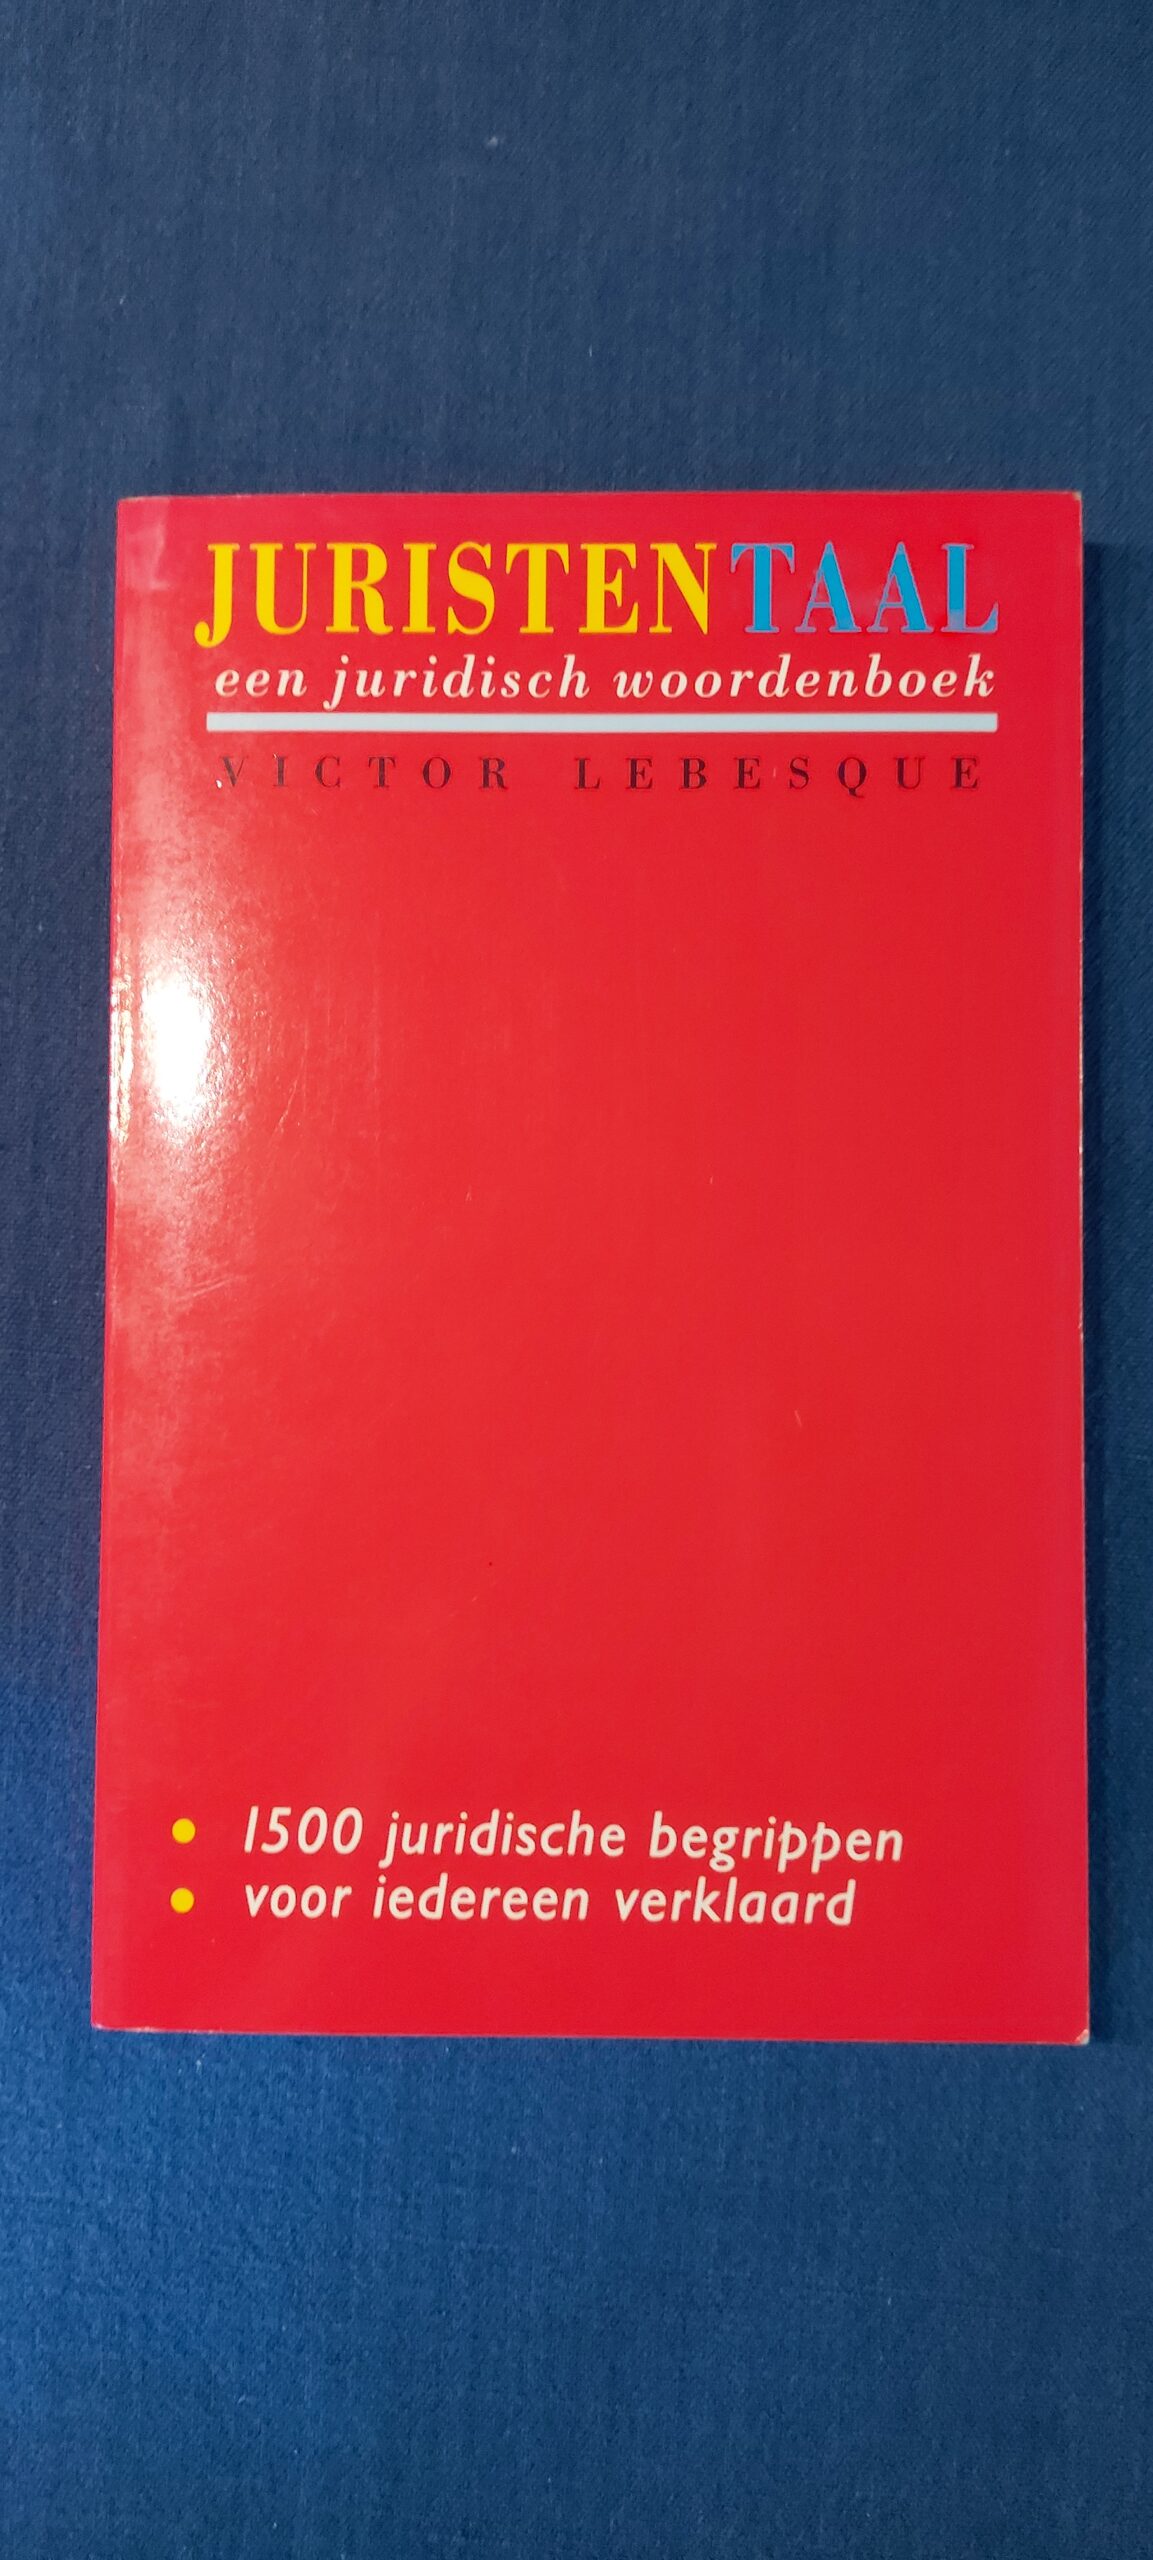 JURISTENTAAL
een juridisch woordenboek
VICTOR LEBESQUE
• 1500 juridische begrippen
• voor iedereen verklaard